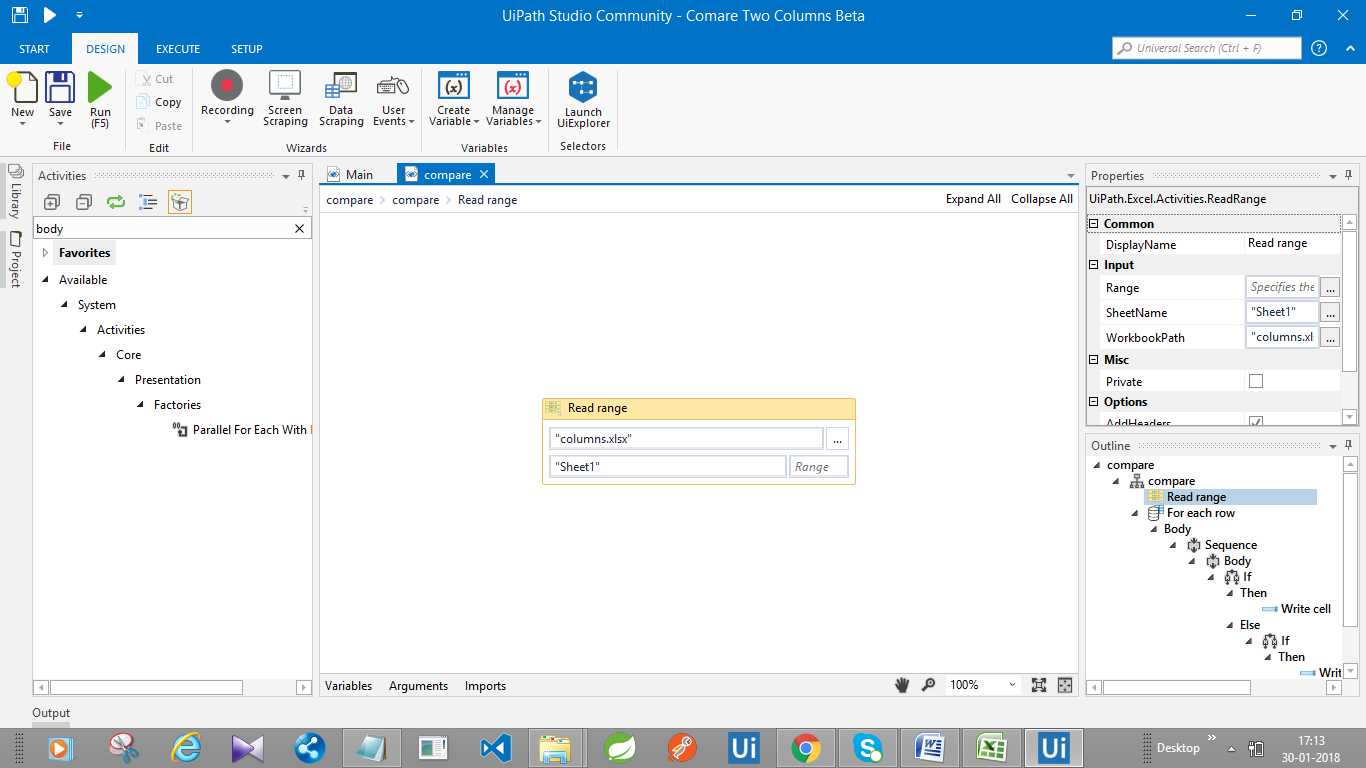 UiPath Studio Community - Comare Two Columns Beta
START DESIGN EXECUTE SETUP
Universal Search (Ctrl + F)
New
Save
Run
(F5)
File
Cut
Copy
Paste
Edit
Recording
Screen
Scraping
Data
Scraping
User
Events
Wizards
Create
Variable
Manage
Variables
Variables
Launch
UiExplorer
Selectors
Library
Project
Activities
body
Favorites
Available
System
Activities
Core
Presentation
Factories
Parallel For Each With
Main
compare
compare > compare > Read range
Expand All Collapse All
Read range
"columns.xlsx"
...
"Sheet1"
Range
Variables Arguments Imports
100%
Properties
UiPath.Excel.Activities.ReadRange
Common
DisplayName Read range
Input
Range Specifies the ...
SheetName "Sheet1" ...
WorkbookPath "columns.xl ...
Misc
Private
Options
AddHeaders
Outline
compare
compare
Read range
For each row
Body
Sequence
Body
If
Then
Write cell
Else
If
Then
Writ
Output
Desktop
17:13
30-01-2018